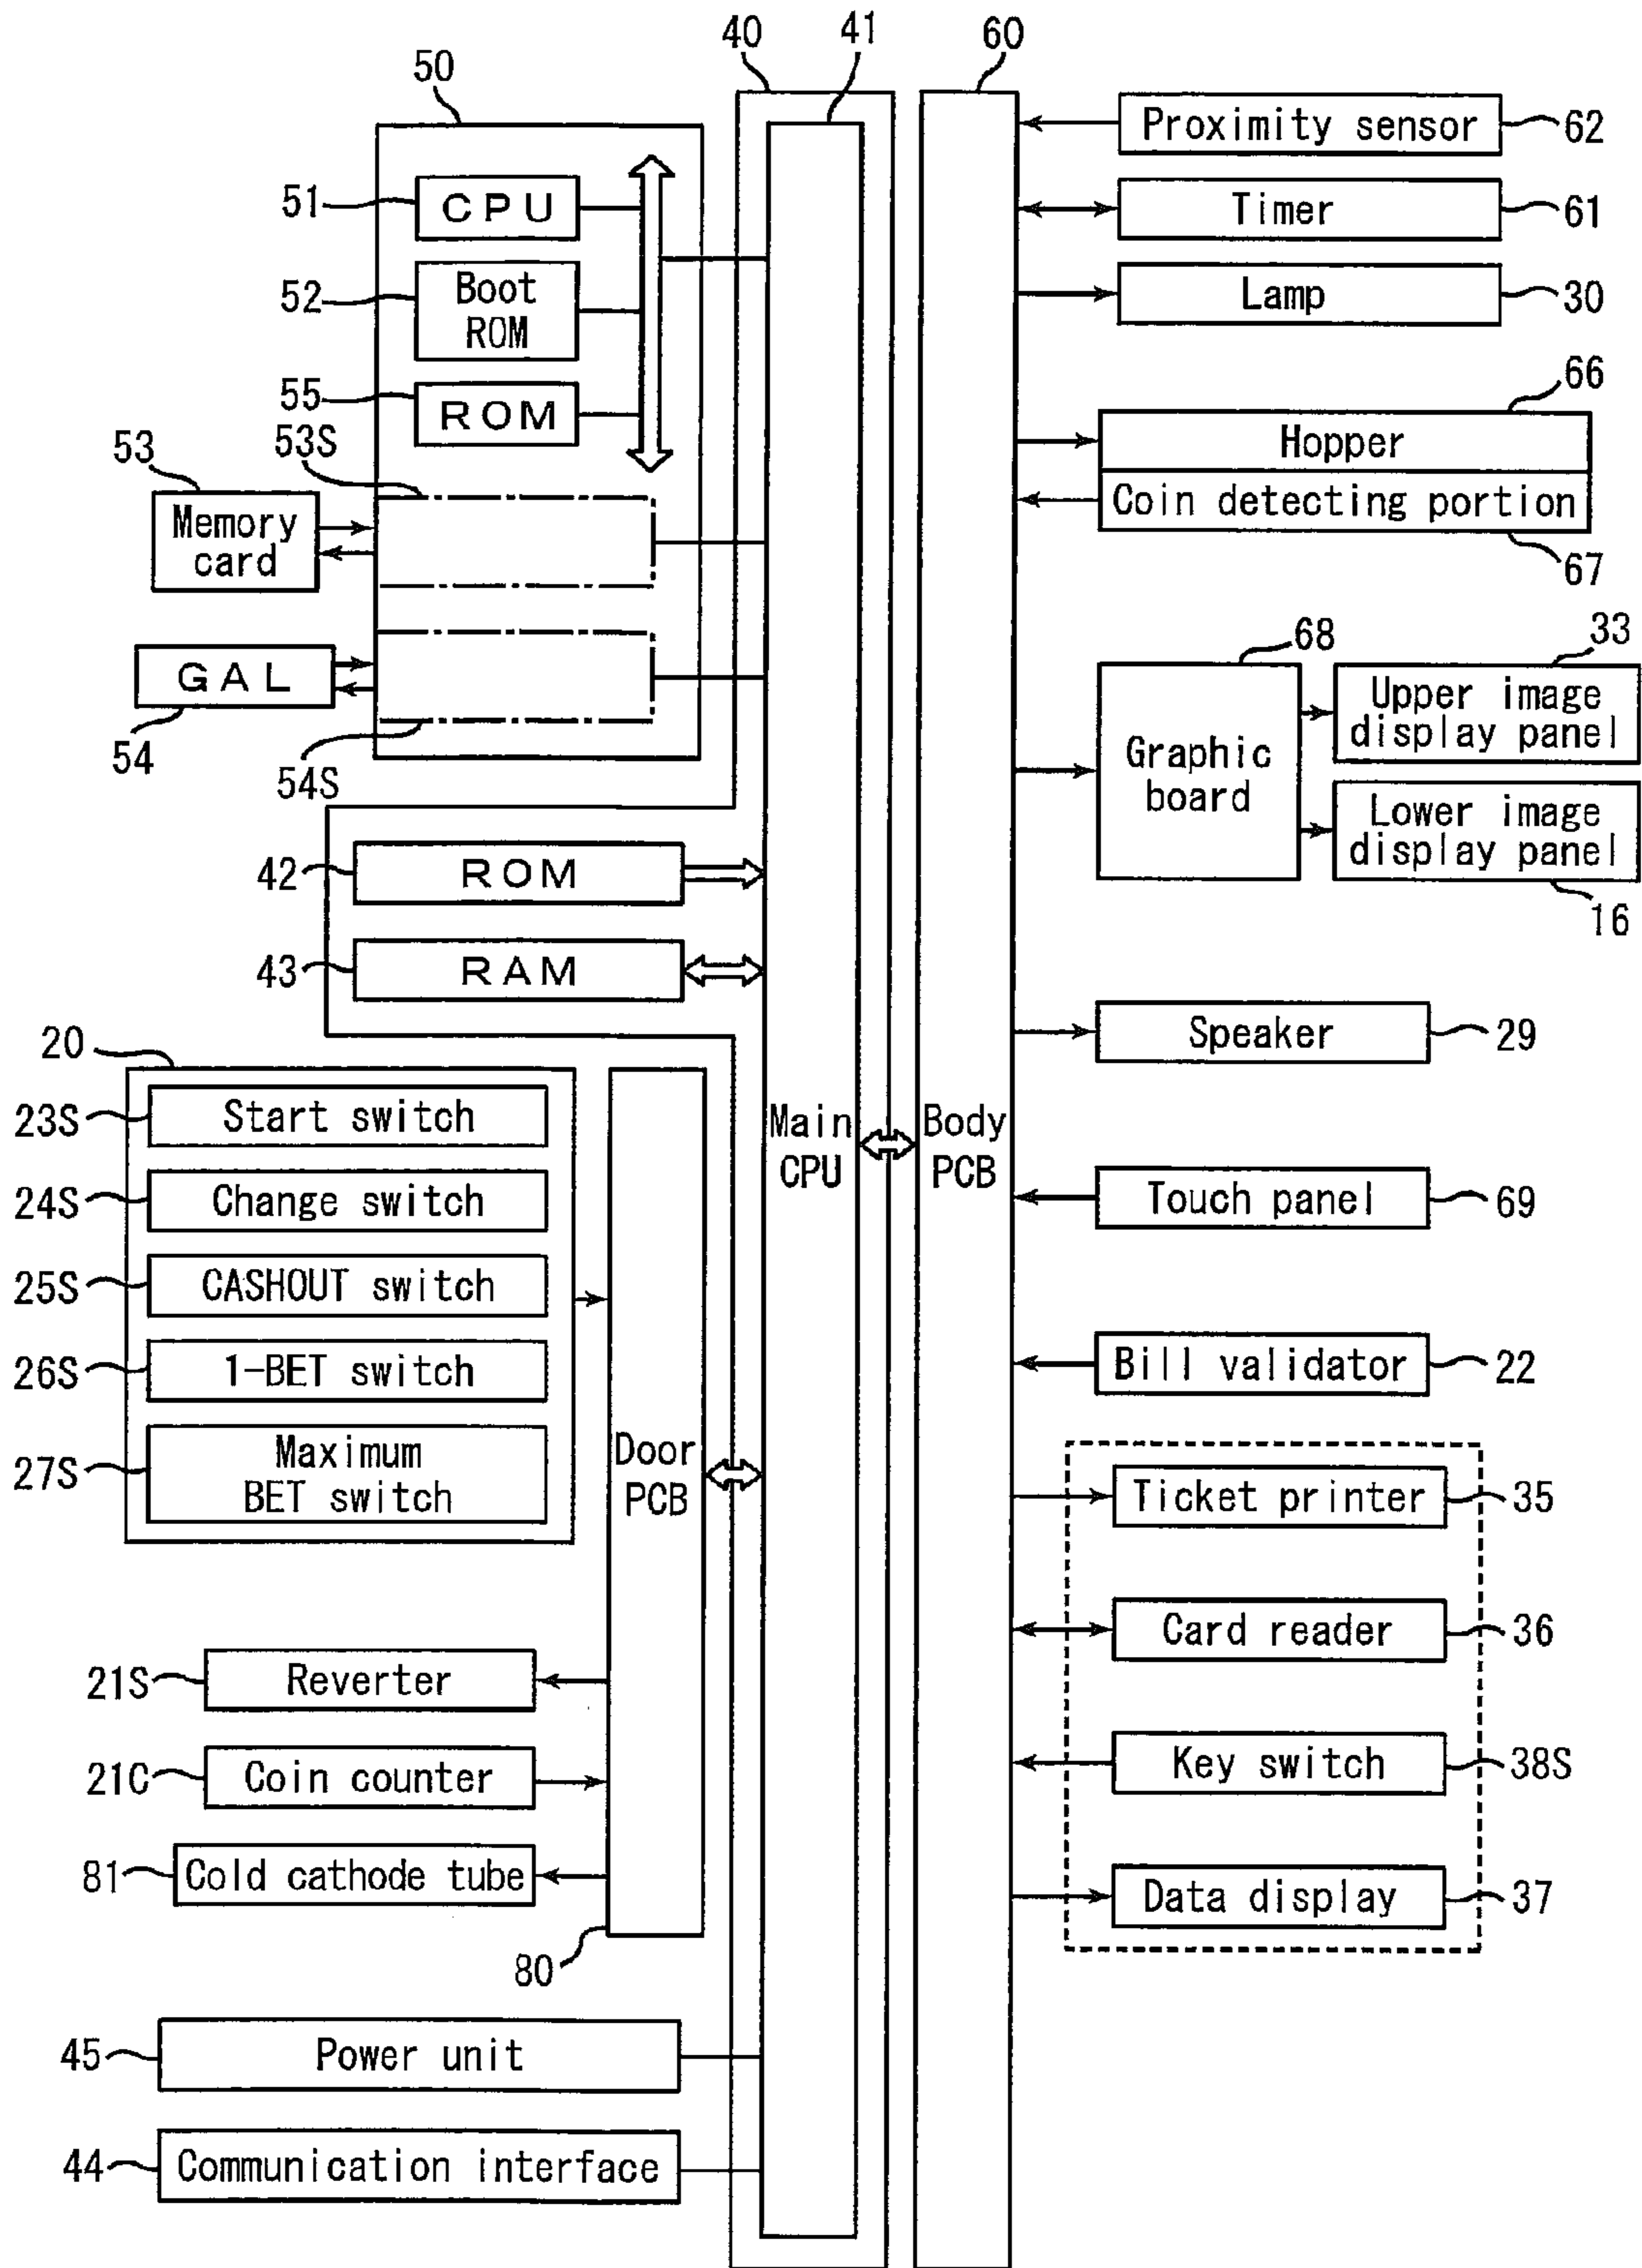 40
41
60
50
Proximity sensor
62
51
CPU
Timer
61
52
Boot
ROM
Lamp
30
55
ROM
66
53S
53
Hopper
Memory
card
Coin detecting portion
67
68
33
GAL
Upper image
display panel
54
54S
Graphic
board
Lower image
display panel
42
ROM
16
43
RAM
20
Speaker
29
23S
Start switch
Main
CPU
Body
PCB
24S
Change switch
Touch panel
69
25S
CASHOUT switch
26S
1-BET switch
Bill validator
22
27S
Maximum
BET switch
Door
PCB
Ticket printer
35
Card reader
36
21S
Reverter
Key switch
38S
21C
Coin counter
81
Cold cathode tube
Data display
37
80
45
Power unit
44
Communication interface